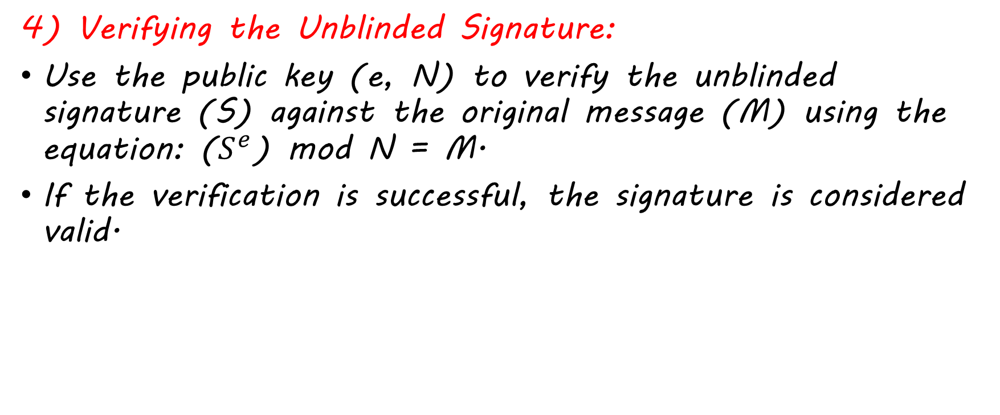 4) Verifying the Unblinded Signature:
• Use the public key (e, N) to verify the unblinded
signature (S) against the original message (M) using the
equation: (S^e) mod N = M.
• If the verification is successful, the signature is considered
valid.